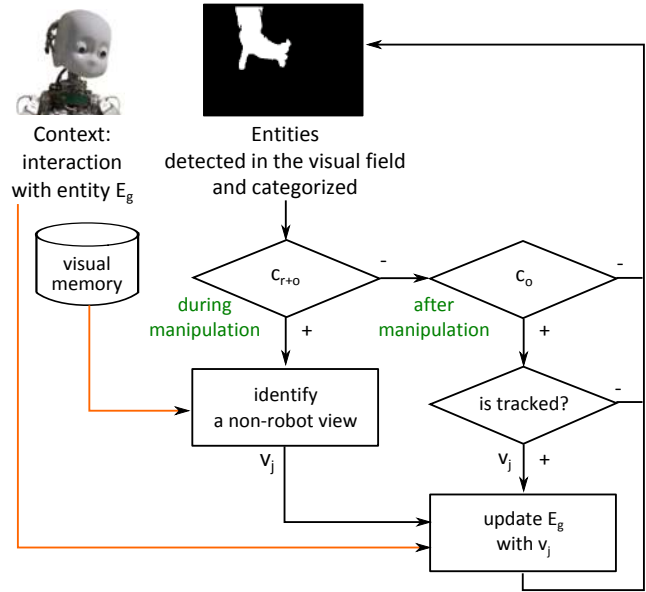 Context:
interaction
with entity E_g
Entities
detected in the visual field
and categorized
visual
memory
c_{r+o}
-
c_o
-
during
manipulation
+
after
manipulation
+
identify
a non-robot view
is tracked?
-
v_j
v_j +
update E_g
with v_j